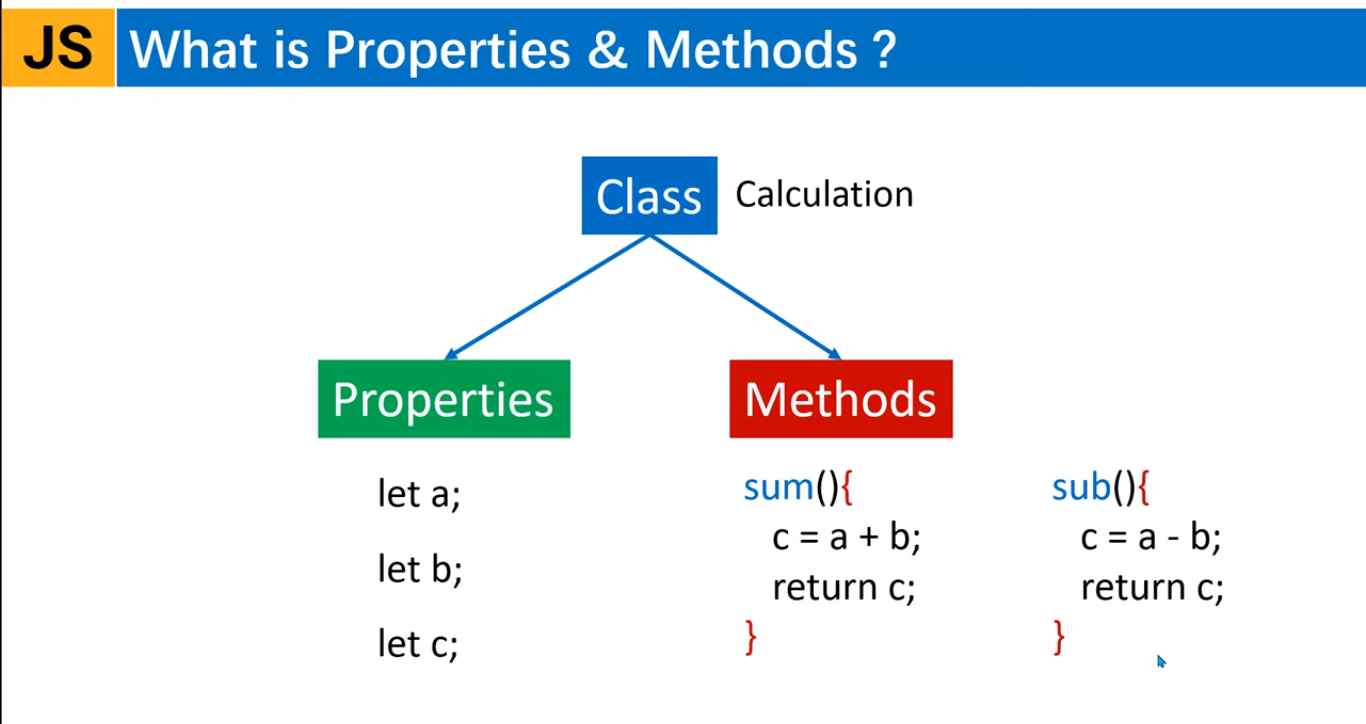 JS What is Properties & Methods ?
Class Calculation
Properties
let a;
let b;
let c;
Methods
sum(){
c = a + b;
return c;
}
sub(){
c = a - b;
return c;
}